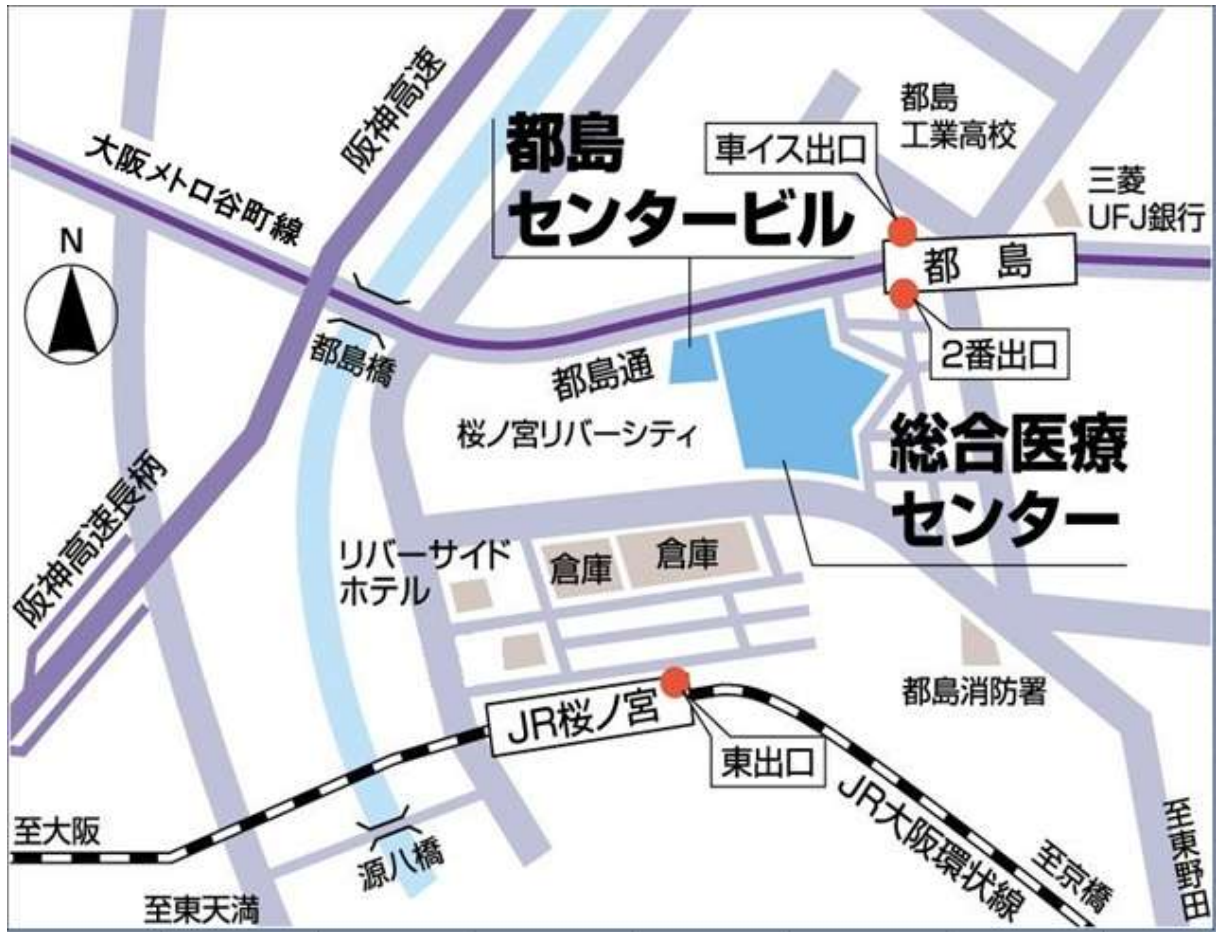 阪神高速
大阪メトロ谷町線
都島
センタービル
車イス出口
都島
工業高校
三菱
UFJ銀行
N
都島
2番出口
都島橋
都島通
桜ノ宮リバーシティ
総合医療
センター
阪神高速長柄
リバーサイド
ホテル
倉庫
倉庫
都島消防署
JR桜ノ宮
東出口
JR大阪環状線
至大阪
源八橋
至東天満
至京橋
至東野田